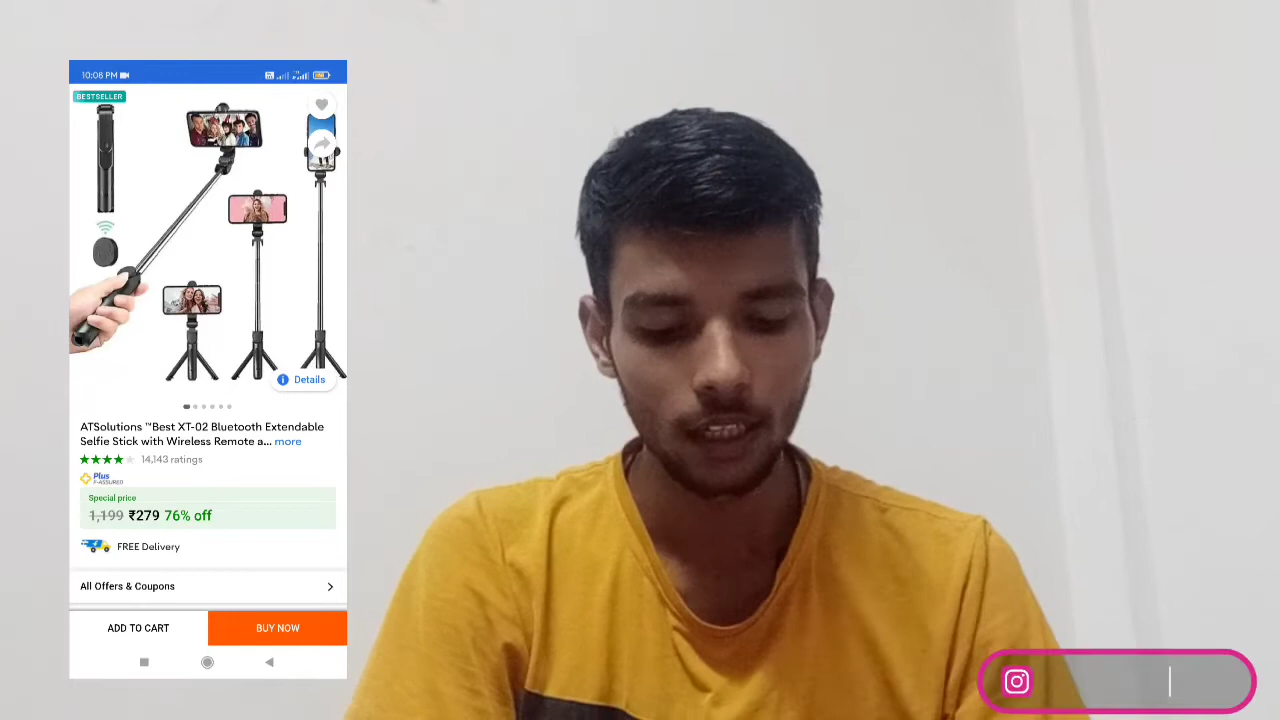 10:08 PM
BESTSELLER
Details
ATSolutions ™Best XT-02 Bluetooth Extendable
Selfie Stick with Wireless Remote a... more
14,143 ratings
Plus
F-ASSURED
Special price
1,199 ₹279 76% off
FREE Delivery
All Offers & Coupons
ADD TO CART
BUY NOW